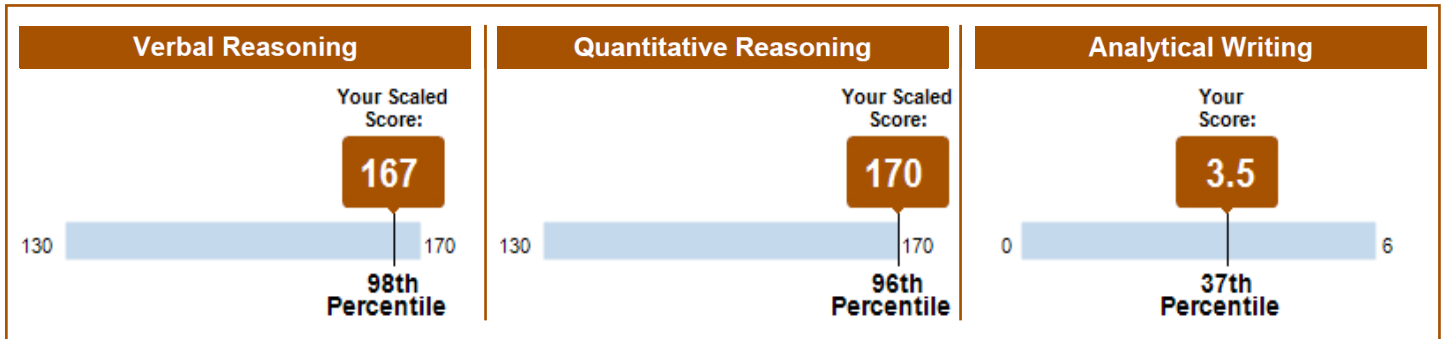 Verbal Reasoning
Your Scaled
Score:
167
130
170
98th
Percentile
Quantitative Reasoning
Your Scaled
Score:
170
130
170
96th
Percentile
Analytical Writing
Your
Score:
3.5
0
6
37th
Percentile